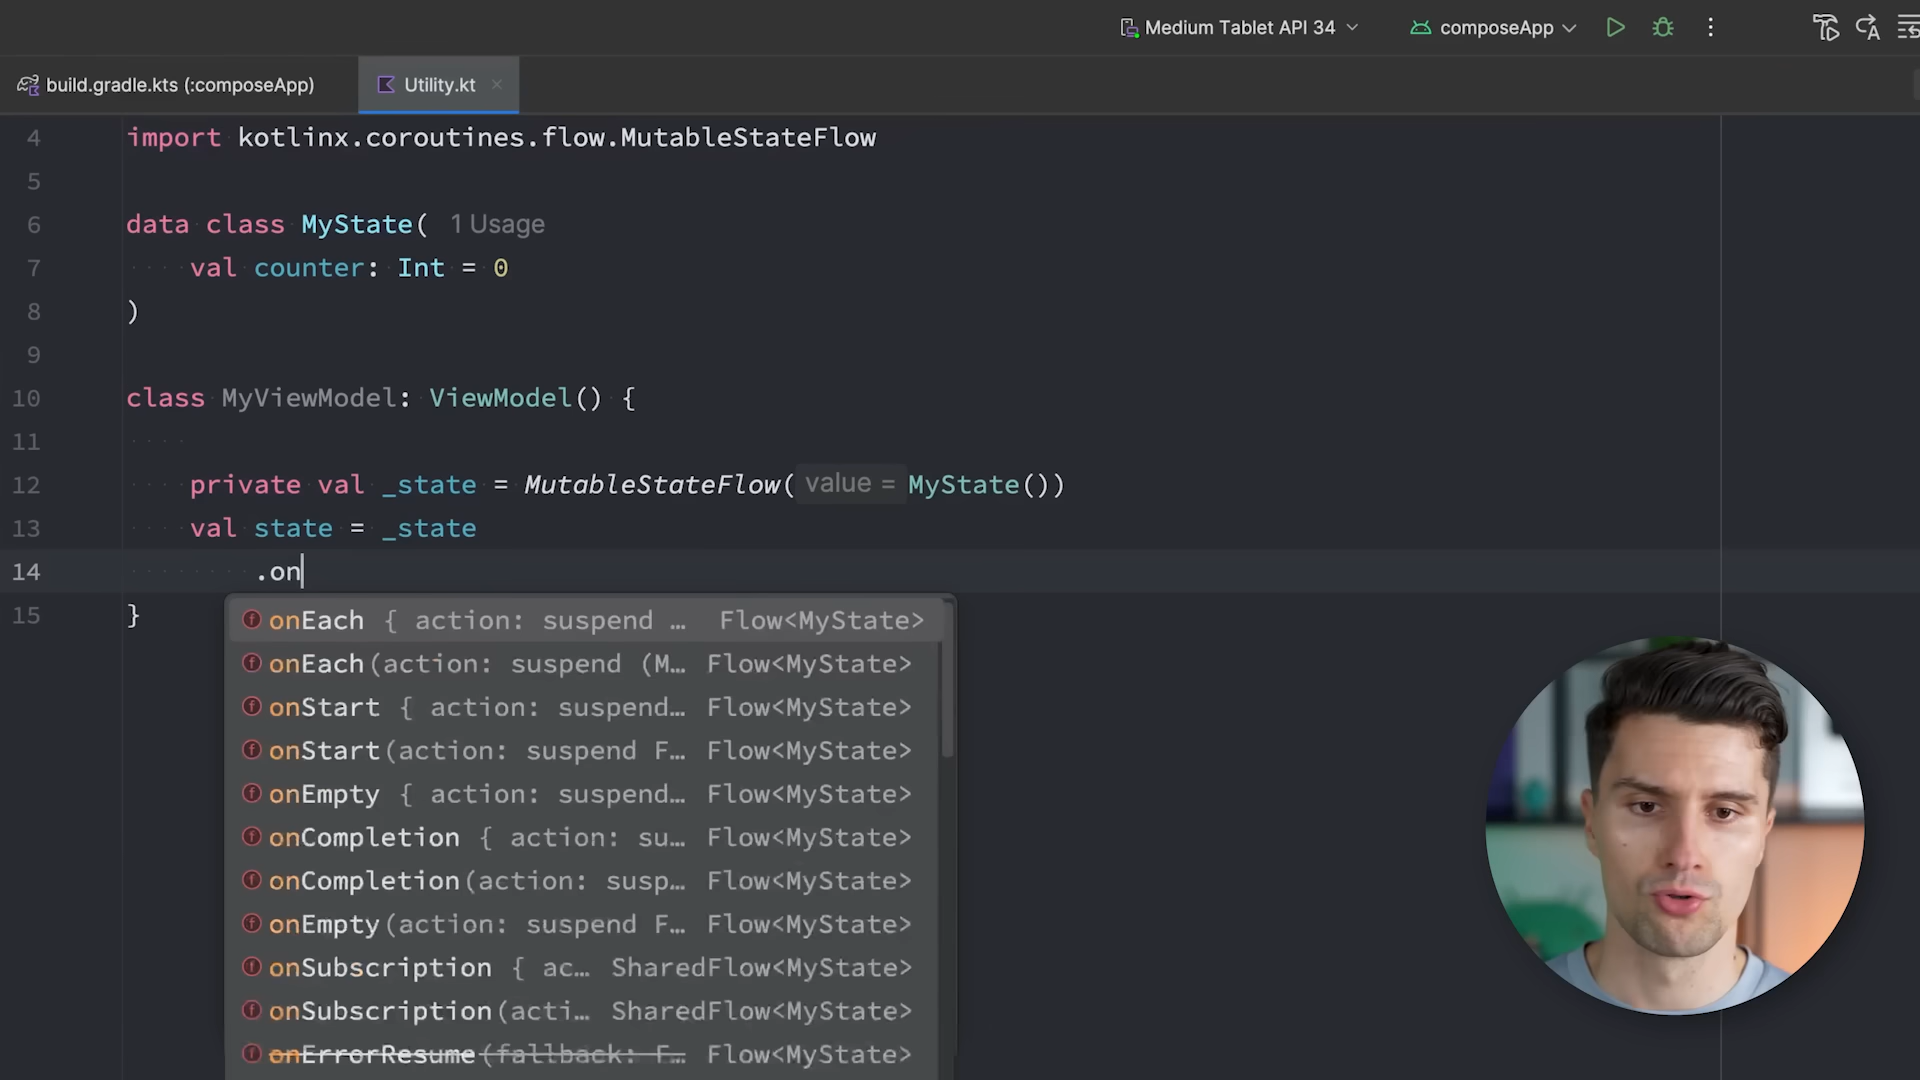 Medium Tablet API 34
composeApp
build.gradle.kts (:composeApp)
Utility.kt
4 import kotlinx.coroutines.flow.MutableStateFlow
5
6 data class MyState( 1 Usage
7 val counter: Int = 0
8 )
9
10 class MyViewModel: ViewModel() {
11
12 private val _state = MutableStateFlow( value = MyState())
13 val state = _state
14 .on
15 }
onEach { action: suspend … Flow<MyState>
onEach(action: suspend (M… Flow<MyState>
onStart { action: suspend… Flow<MyState>
onStart(action: suspend F… Flow<MyState>
onEmpty { action: suspend… Flow<MyState>
onCompletion { action: su… Flow<MyState>
onCompletion(action: susp… Flow<MyState>
onEmpty(action: suspend F… Flow<MyState>
onSubscription { ac… SharedFlow<MyState>
onSubscription(acti… SharedFlow<MyState>
onErrorResume(fallback: F… Flow<MyState>